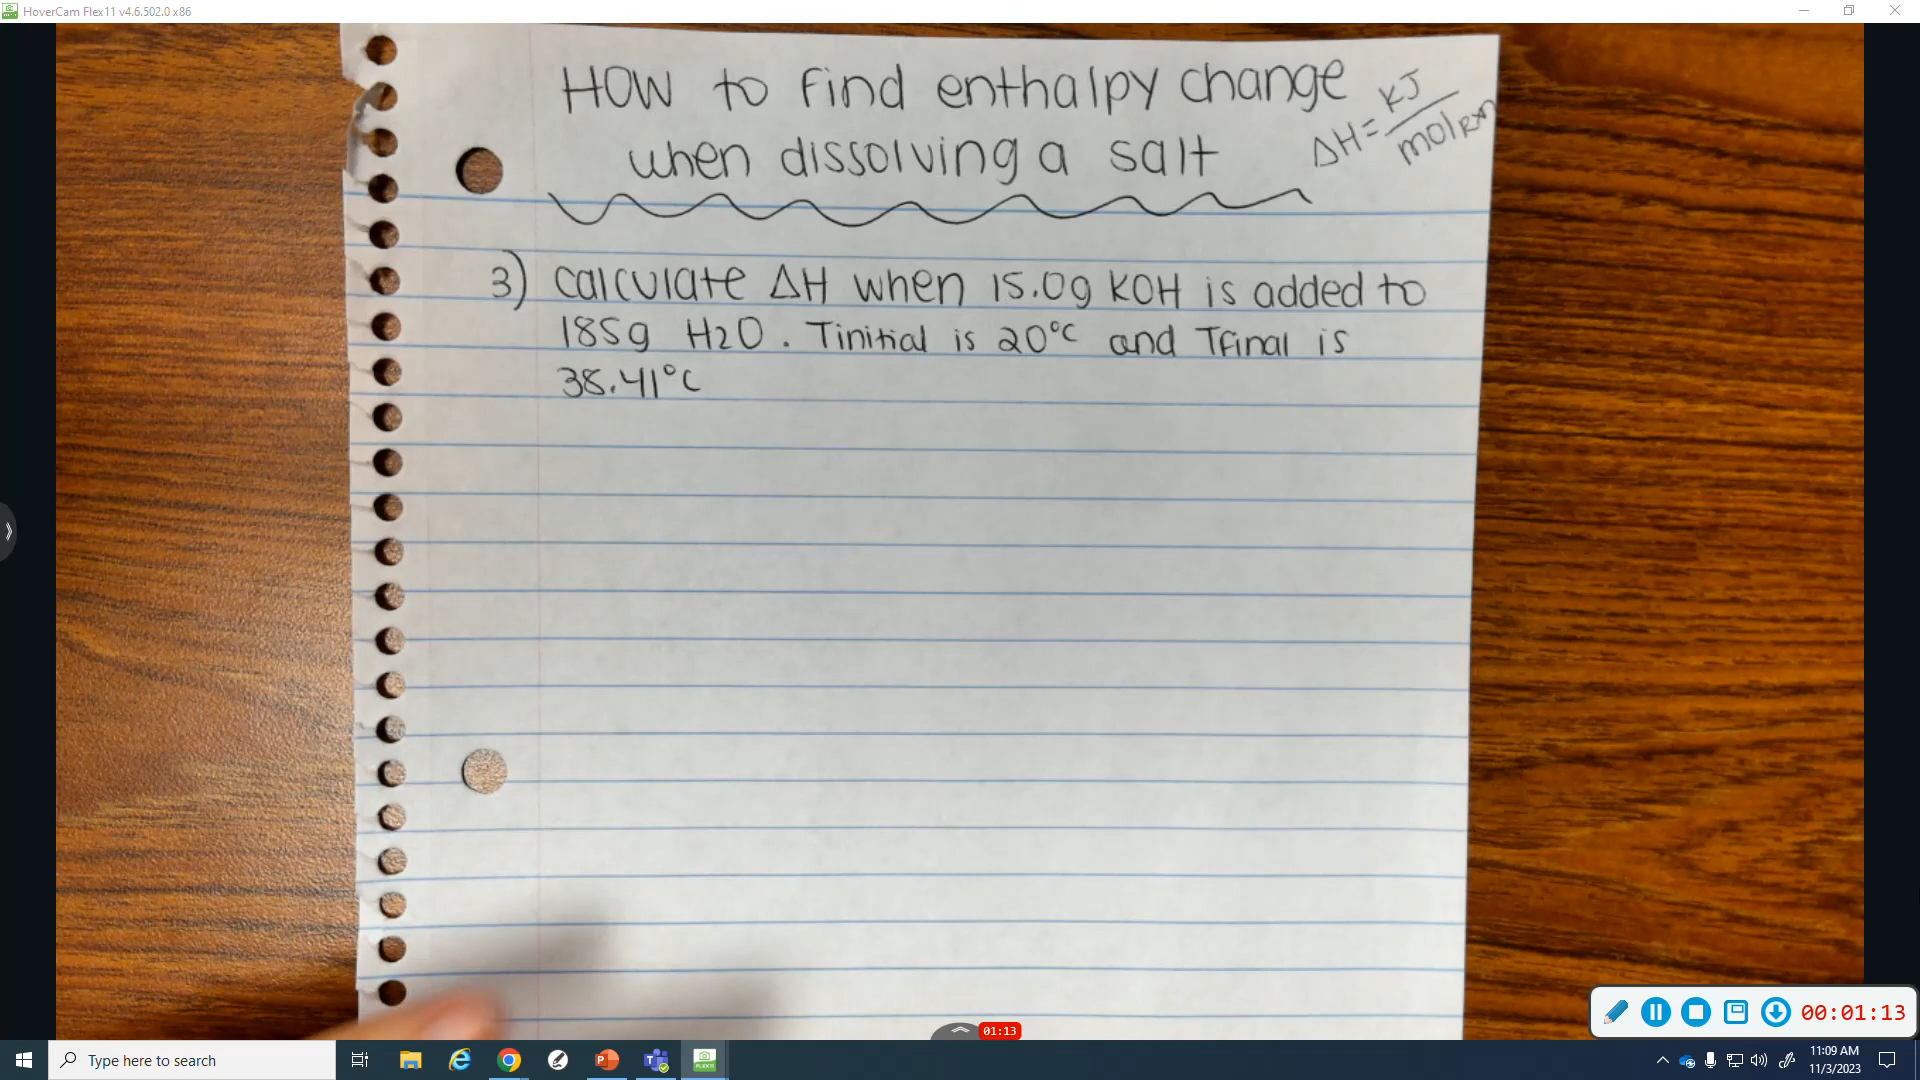 HoverCam Flex11 v4.6.502.0 x86
HOW to find enthalpy change
when dissolving a salt
ΔH = KJ/molRxn
3) calculate ΔH when 15.0g KOH is added to
185g H2O. Tinitial is 20°C and Tfinal is
38.41°C
01:13
00:01:13
Type here to search
11:09 AM
11/3/2023